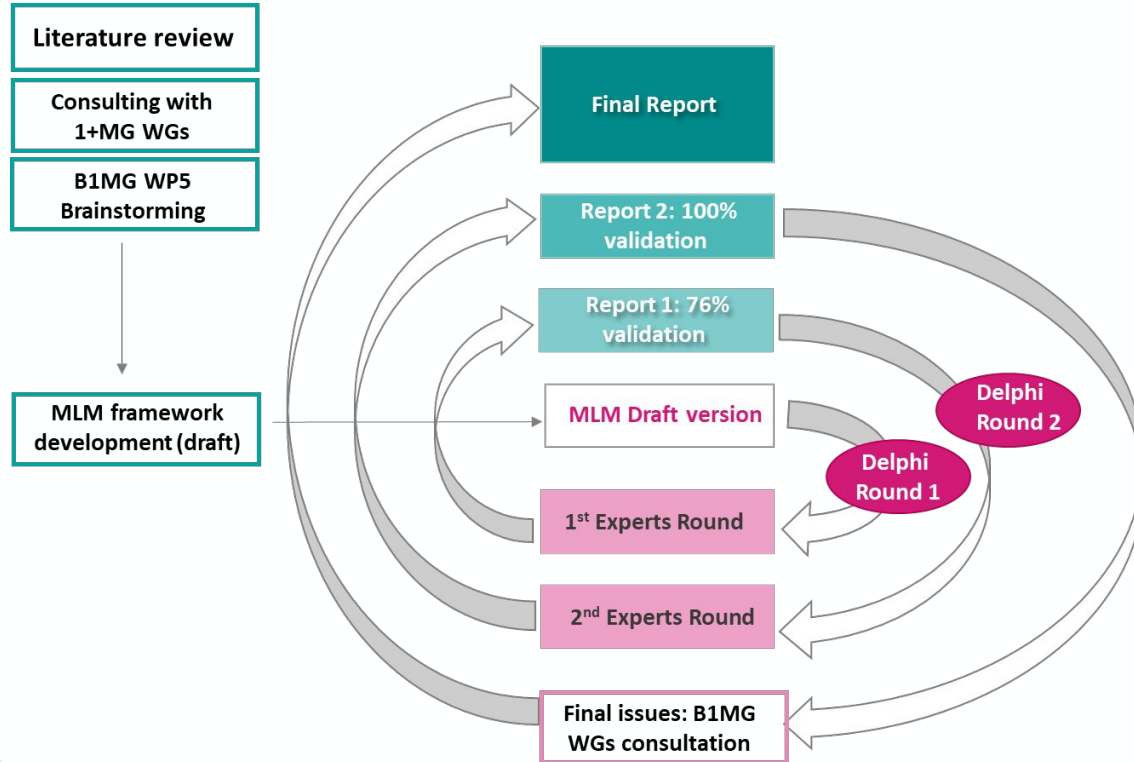 Literature review
Consulting with
1+MG WGs
B1MG WP5
Brainstorming
MLM framework
development (draft)
Final Report
Report 2: 100%
validation
Report 1: 76%
validation
MLM Draft version
Delphi
Round 2
Delphi
Round 1
1st Experts Round
2nd Experts Round
Final issues: B1MG
WGs consultation